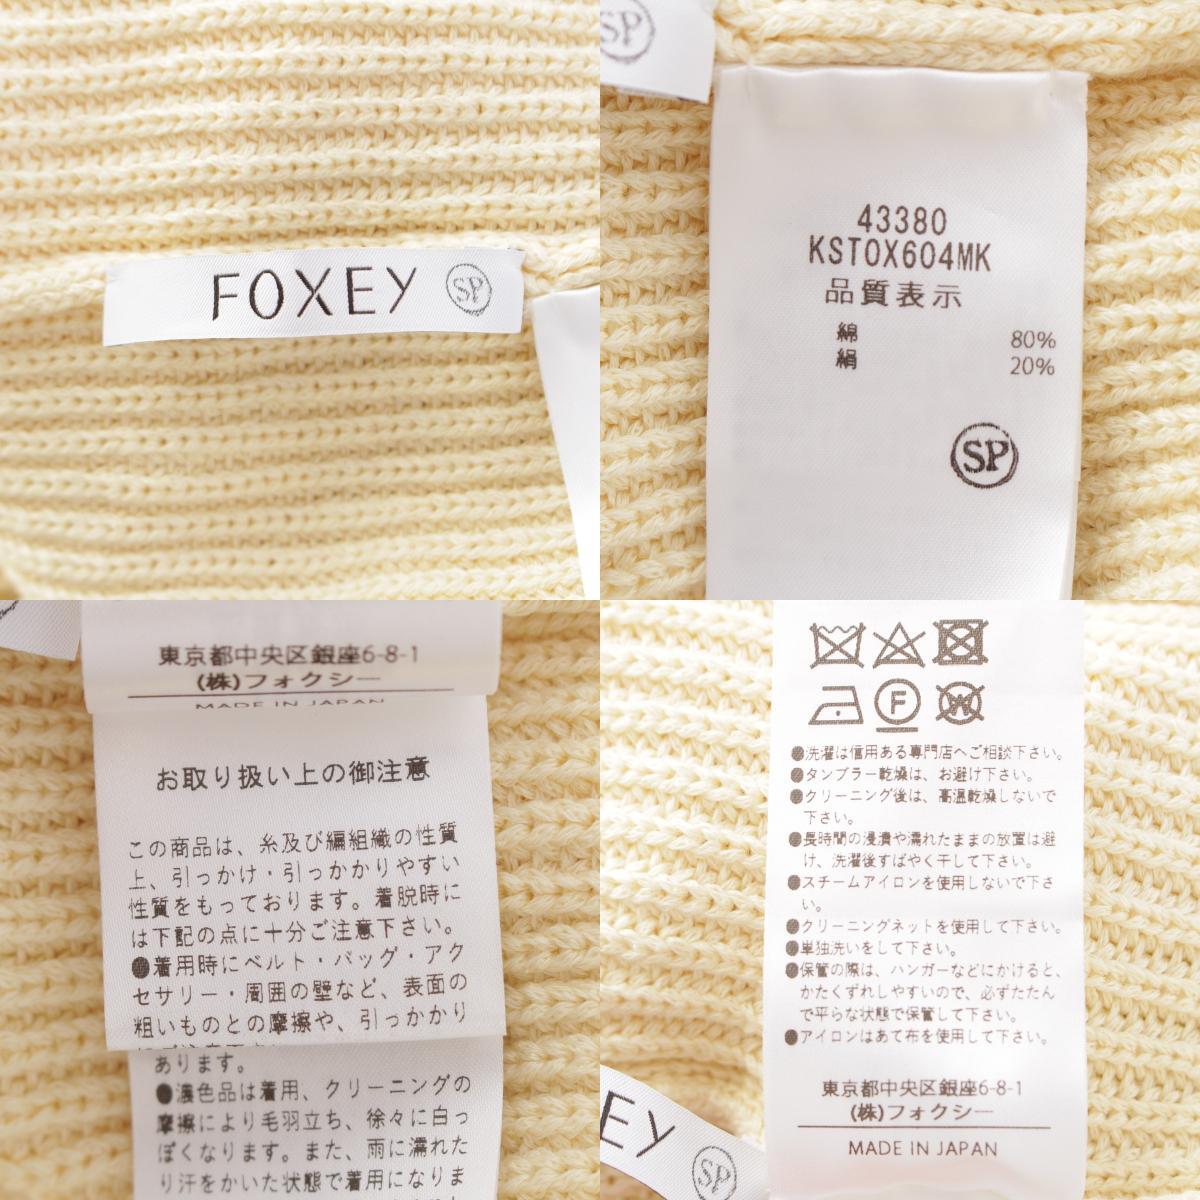 FOXEY SP
SP
43380
KSTOX604MK
品質表示
綿 80%
絹 20%
SP
東京都中央区銀座6-8-1
(株)フォクシー
MADE IN JAPAN
お取り扱い上の御注意
この商品は、糸及び編組織の性質
上、引っかけ・引っかかりやすい
性質をもっております。着脱時に
は下記の点に十分ご注意下さい。
●着用時にベルト・バッグ・アク
セサリー・周囲の壁など、表面の
粗いものとの摩擦や、引っかかり
あります。
●濃色品は着用、クリーニングの
摩擦により毛羽立ち、徐々に白っ
ぽくなります。また、雨に濡れた
り汗をかいた状態で着用になりま
F
W
●洗濯は信用ある専門店へご相談下さい。
●タンブラー乾燥は、お避け下さい。
●クリーニング後は、高温乾燥しないで
下さい。
●長時間の浸漬や濡れたままの放置は避
け、洗濯後すばやく干して下さい。
●スチームアイロンを使用しないで下さ
い。
●クリーニングネットを使用して下さい。
●単独洗いをして下さい。
●保管の際は、ハンガーなどにかけると、
かたくずれしやすいので、必ずたたん
で平らな状態で保管して下さい。
●アイロンはあて布を使用して下さい。
東京都中央区銀座6-8-1
(株)フォクシー
MADE IN JAPAN
EY SP